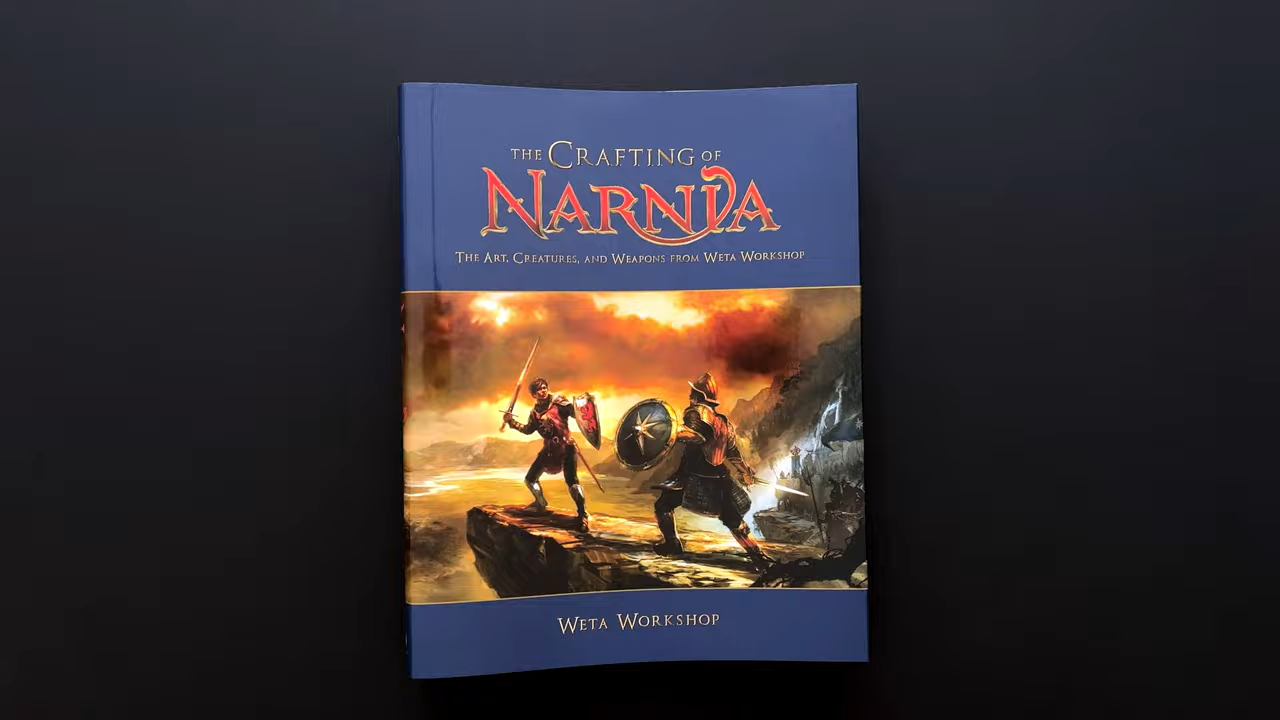 THE CRAFTING OF
NARNIA
THE ART, CREATURES, AND WEAPONS FROM WETA WORKSHOP
WETA WORKSHOP